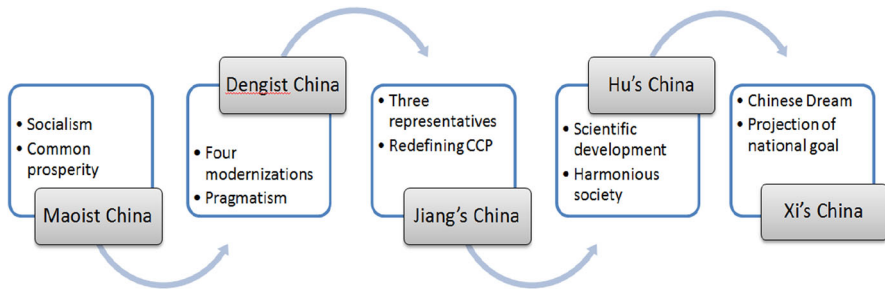 • Socialism
• Common
prosperity
Maoist China
Dengist China
• Four
modernizations
• Pragmatism
• Three
representatives
• Redefining CCP
Jiang's China
Hu's China
• Scientific
development
• Harmonious
society
• Chinese Dream
• Projection of
national goal
Xi's China